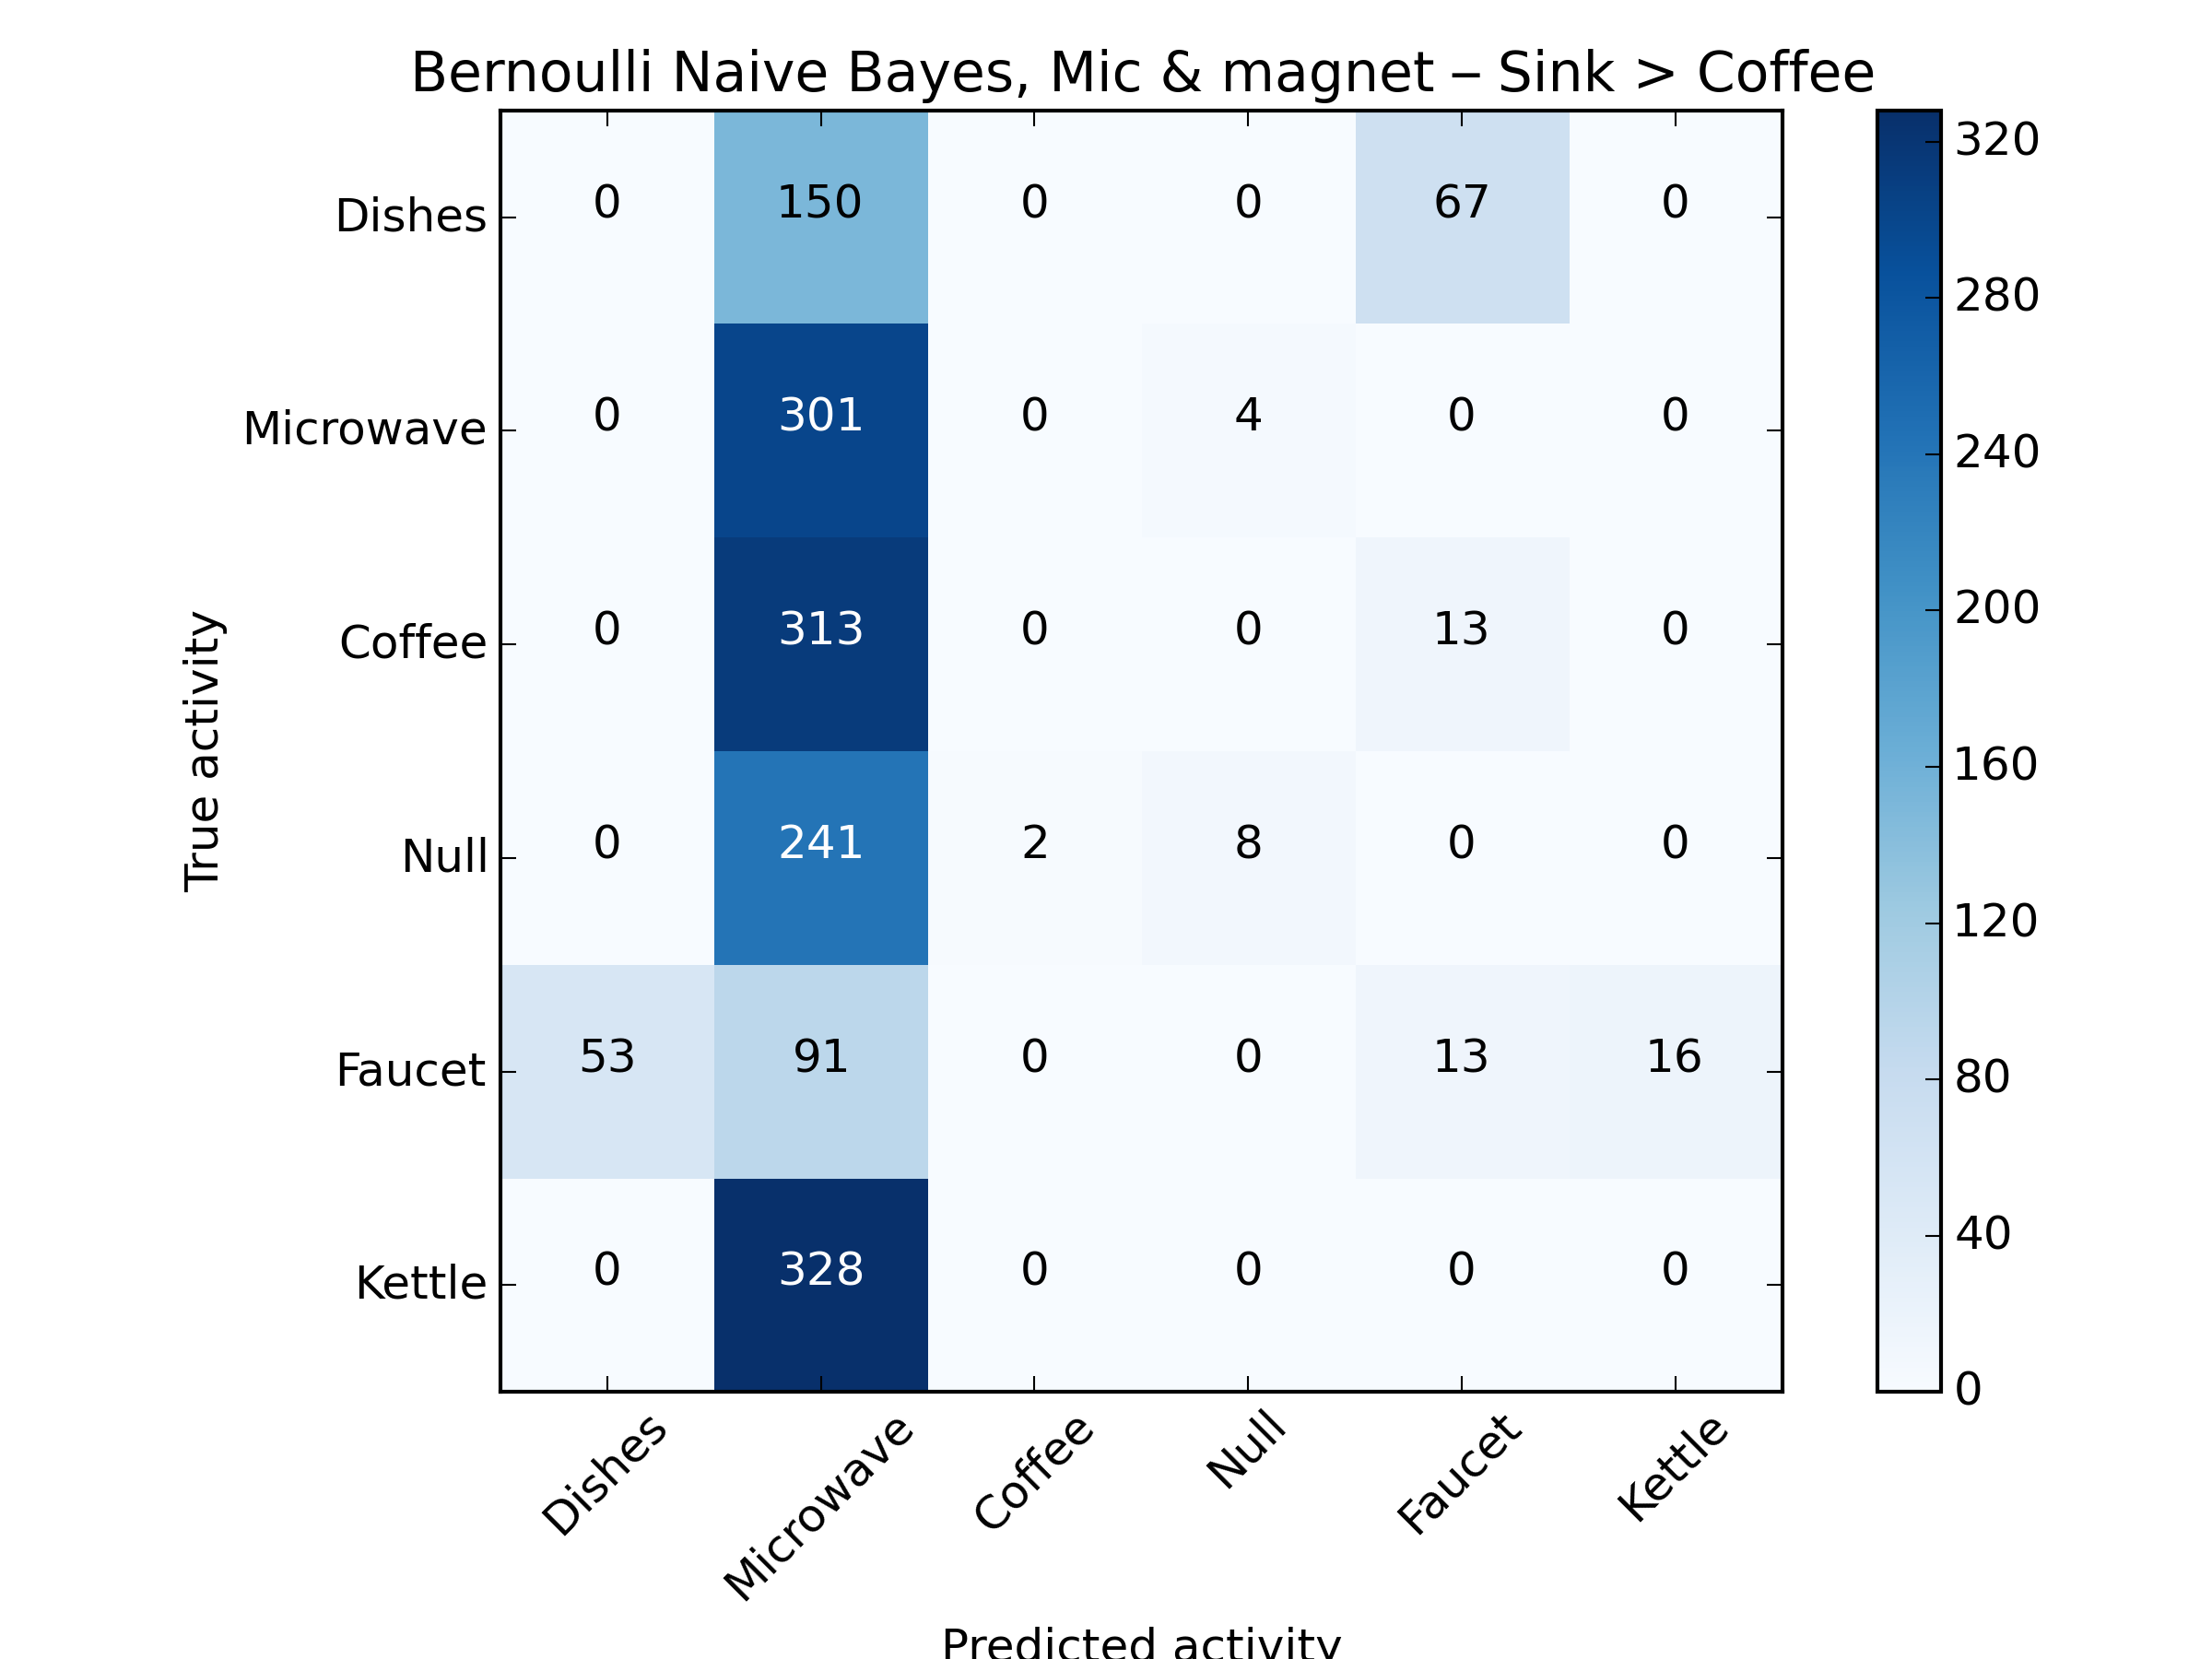 Bernoulli Naive Bayes, Mic & magnet – Sink > Coffee
Dishes 0 150 0 0 67 0
Microwave 0 301 0 4 0 0
Coffee 0 313 0 0 13 0
Null 0 241 2 8 0 0
Faucet 53 91 0 0 13 16
Kettle 0 328 0 0 0 0
True activity
Dishes Microwave Coffee Null Faucet Kettle
Predicted activity
320
280
240
200
160
120
80
40
0